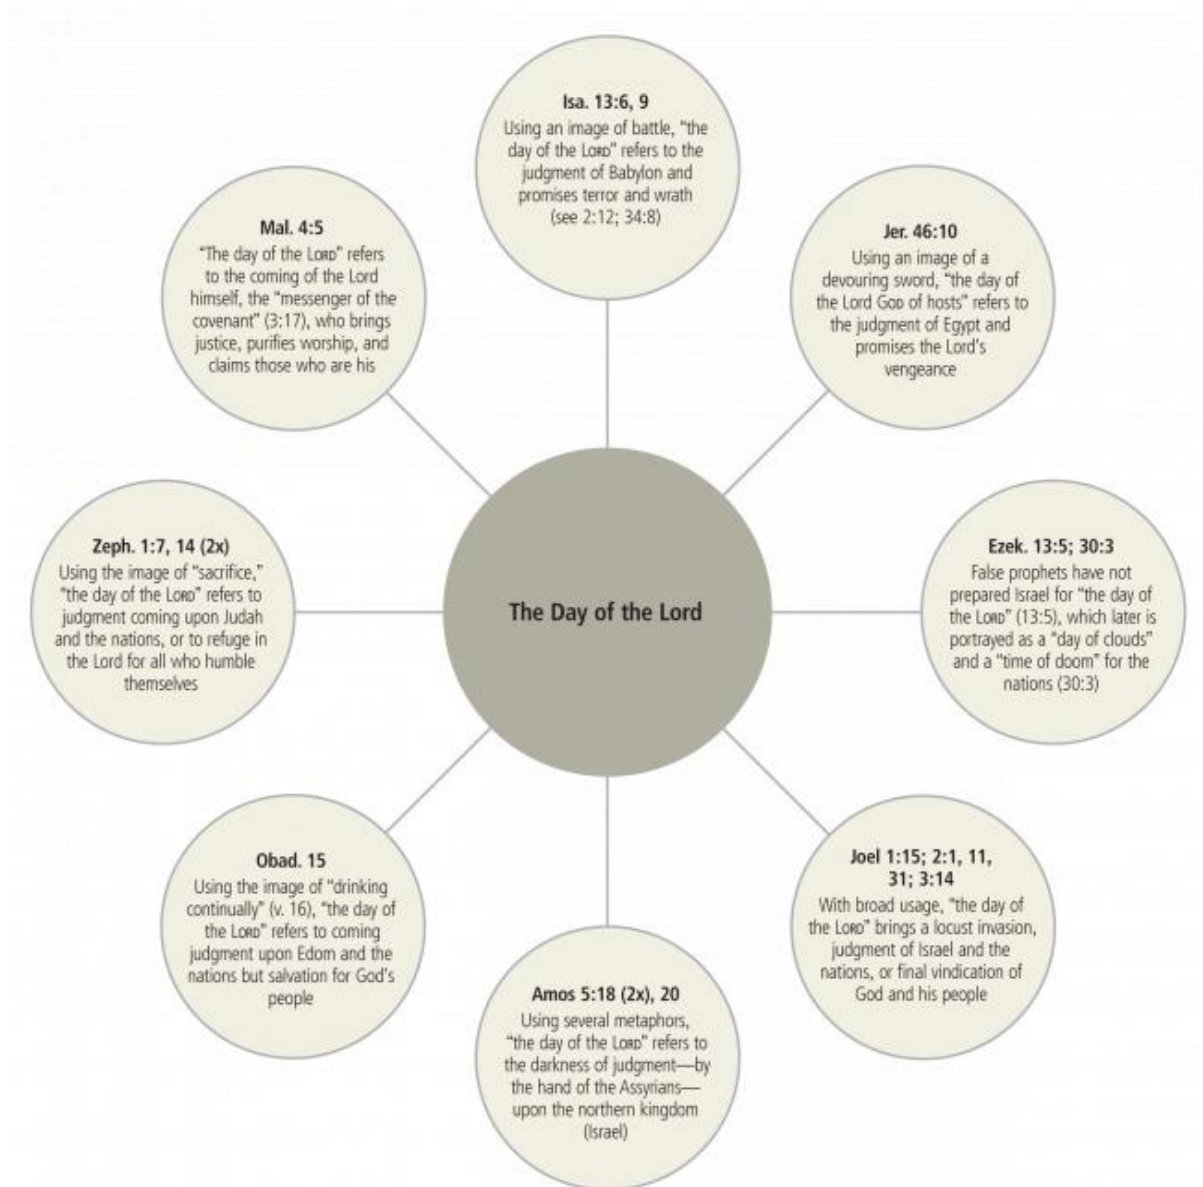 Isa. 13:6, 9
Using an image of battle, “the
day of the LORD” refers to the
judgment of Babylon and
promises terror and wrath
(see 2:12; 34:8)
Jer. 46:10
Using an image of a
devouring sword, “the day of
the Lord GOD of hosts” refers to
the judgment of Egypt and
promises the Lord’s
vengeance
Ezek. 13:5; 30:3
False prophets have not
prepared Israel for “the day of
the LORD” (13:5), which later is
portrayed as a “day of clouds”
and a “time of doom” for the
nations (30:3)
Joel 1:15; 2:1, 11,
31; 3:14
With broad usage, “the day of
the LORD” brings a locust invasion,
judgment of Israel and the
nations, or final vindication of
God and his people
Amos 5:18 (2x), 20
Using several metaphors,
“the day of the LORD” refers to
the darkness of judgment—by
the hand of the Assyrians—
upon the northern kingdom
(Israel)
Obad. 15
Using the image of “drinking
continually” (v. 16), “the day of
the LORD” refers to coming
judgment upon Edom and the
nations but salvation for God’s
people
Zeph. 1:7, 14 (2x)
Using the image of “sacrifice,”
“the day of the LORD” refers to
judgment coming upon Judah
and the nations, or to refuge in
the Lord for all who humble
themselves
Mal. 4:5
“The day of the LORD” refers
to the coming of the Lord
himself, the “messenger of the
covenant” (3:17), who brings
justice, purifies worship, and
claims those who are his
The Day of the Lord